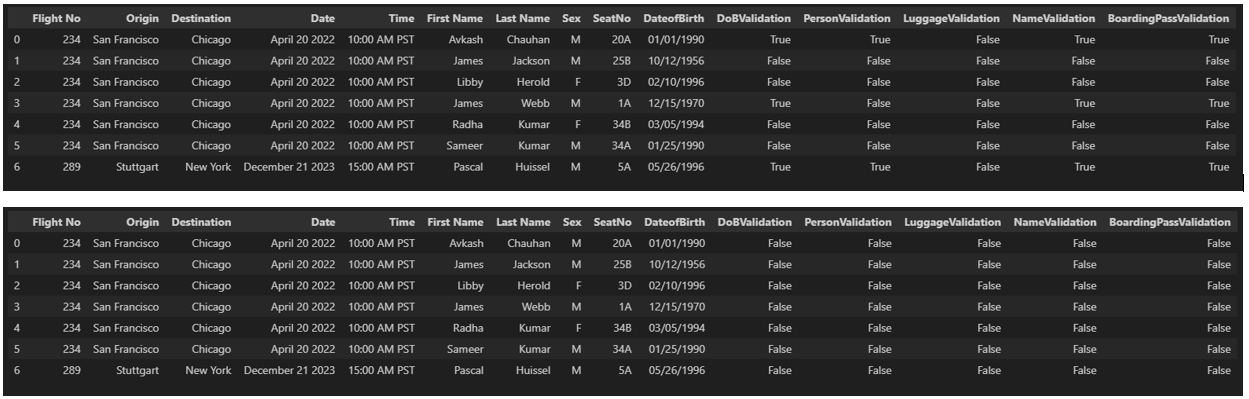 Flight No Origin Destination Date Time First Name Last Name Sex SeatNo DateofBirth DoBValidation PersonValidation LuggageValidation NameValidation BoardingPassValidation
0 234 San Francisco Chicago April 20 2022 10:00 AM PST Avkash Chauhan M 20A 01/01/1990 True True False True True
1 234 San Francisco Chicago April 20 2022 10:00 AM PST James Jackson M 25B 10/12/1956 False False False False False
2 234 San Francisco Chicago April 20 2022 10:00 AM PST Libby Herold F 3D 02/10/1996 False False False False False
3 234 San Francisco Chicago April 20 2022 10:00 AM PST James Webb M 1A 12/15/1970 True False False True True
4 234 San Francisco Chicago April 20 2022 10:00 AM PST Radha Kumar F 34B 03/05/1994 False False False False False
5 234 San Francisco Chicago April 20 2022 10:00 AM PST Sameer Kumar M 34A 01/25/1990 False False False False False
6 289 Stuttgart New York December 21 2023 15:00 AM PST Pascal Huissel M 5A 05/26/1996 True True False True True
Flight No Origin Destination Date Time First Name Last Name Sex SeatNo DateofBirth DoBValidation PersonValidation LuggageValidation NameValidation BoardingPassValidation
0 234 San Francisco Chicago April 20 2022 10:00 AM PST Avkash Chauhan M 20A 01/01/1990 False False False False False
1 234 San Francisco Chicago April 20 2022 10:00 AM PST James Jackson M 25B 10/12/1956 False False False False False
2 234 San Francisco Chicago April 20 2022 10:00 AM PST Libby Herold F 3D 02/10/1996 False False False False False
3 234 San Francisco Chicago April 20 2022 10:00 AM PST James Webb M 1A 12/15/1970 False False False False False
4 234 San Francisco Chicago April 20 2022 10:00 AM PST Radha Kumar F 34B 03/05/1994 False False False False False
5 234 San Francisco Chicago April 20 2022 10:00 AM PST Sameer Kumar M 34A 01/25/1990 False False False False False
6 289 Stuttgart New York December 21 2023 15:00 AM PST Pascal Huissel M 5A 05/26/1996 False False False False False